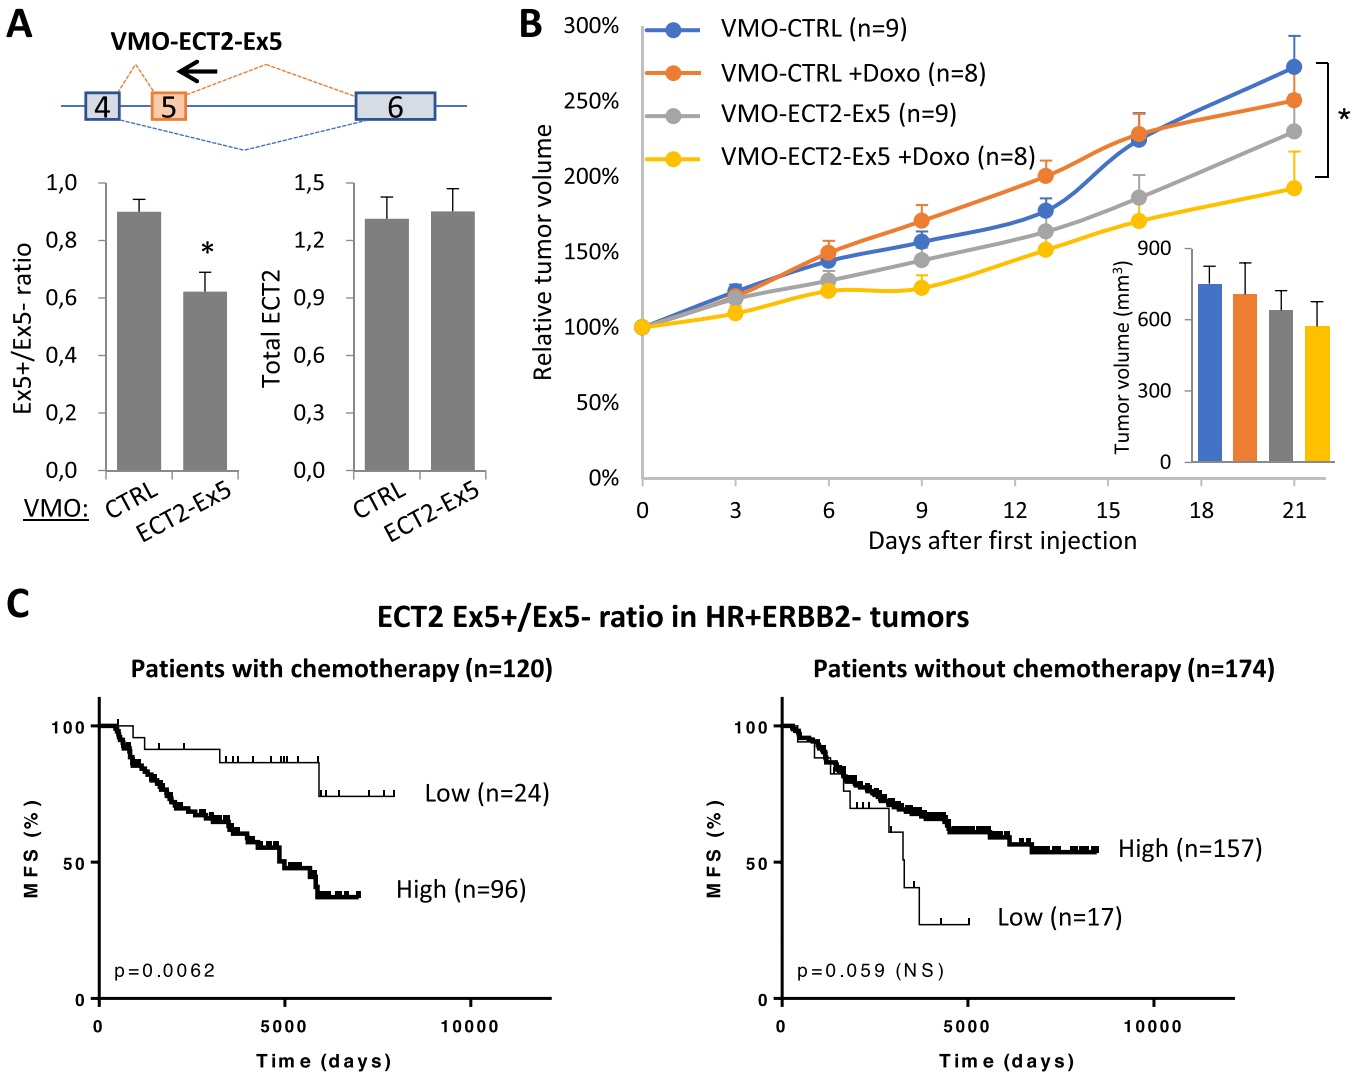 A
VMO-ECT2-Ex5
4
5
6
Ex5+/Ex5- ratio
1,0
0,8
0,6
0,4
0,2
0,0
*
VMO:
CTRL
ECT2-Ex5
Total ECT2
1,5
1,2
0,9
0,6
0,3
0,0
CTRL
ECT2-Ex5
B
VMO-CTRL (n=9)
VMO-CTRL +Doxo (n=8)
VMO-ECT2-Ex5 (n=9)
VMO-ECT2-Ex5 +Doxo (n=8)
Relative tumor volume
300%
250%
200%
150%
100%
50%
0%
0 3 6 9 12 15 18 21
Days after first injection
*
Tumor volume (mm³)
900
600
300
0
C
ECT2 Ex5+/Ex5- ratio in HR+ERBB2- tumors
Patients with chemotherapy (n=120)
MFS (%)
100
50
0
Low (n=24)
High (n=96)
p=0.0062
0 5000 10000
Time (days)
Patients without chemotherapy (n=174)
MFS (%)
100
50
0
High (n=157)
Low (n=17)
p=0.059 (NS)
0 5000 10000
Time (days)